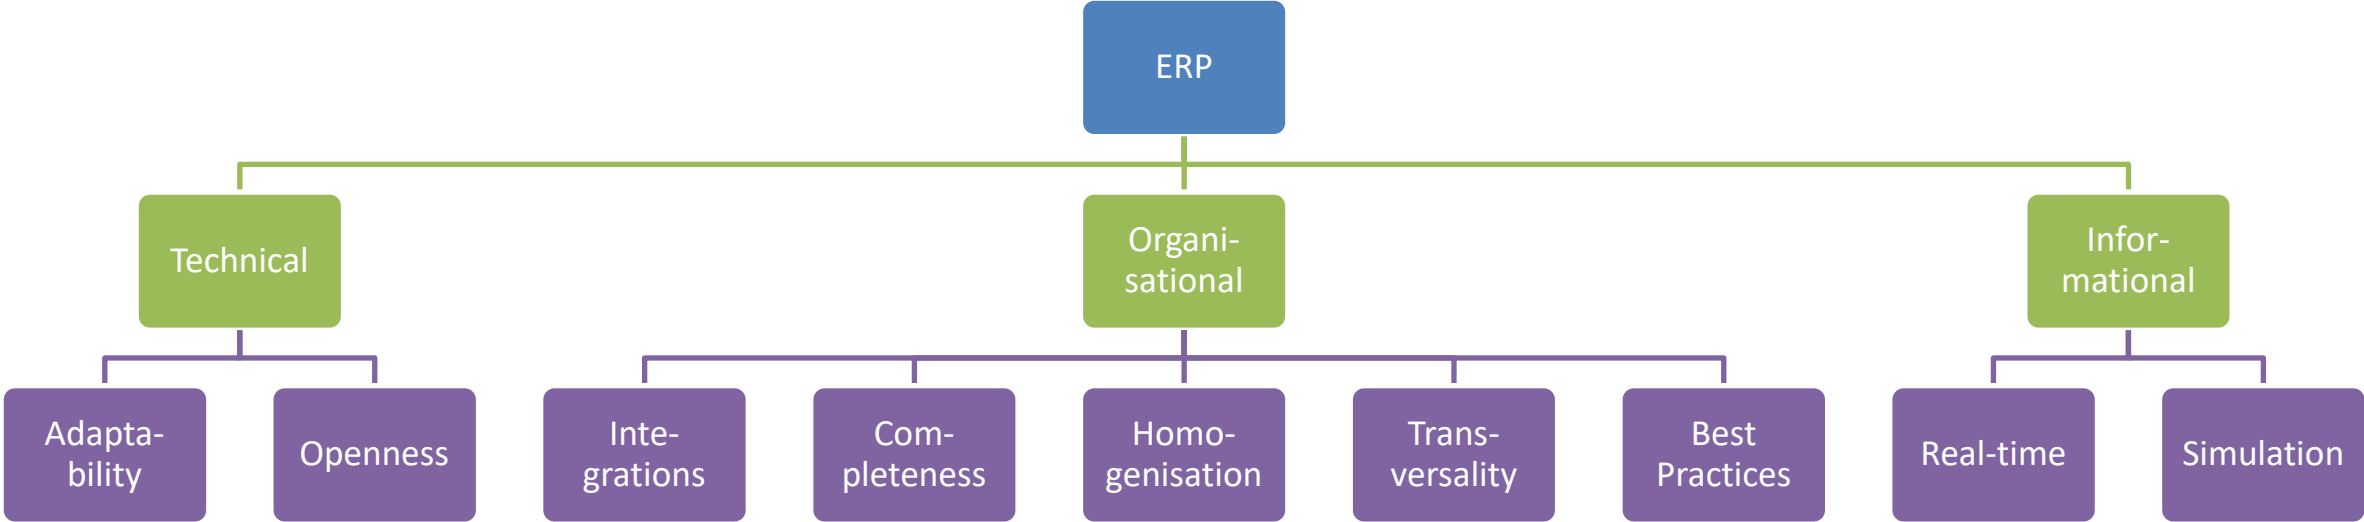 ERP
Technical
Organi-
sational
Infor-
mational
Adapta-
bility
Openness
Inte-
grations
Com-
pleteness
Homo-
genisation
Trans-
versality
Best
Practices
Real-time
Simulation